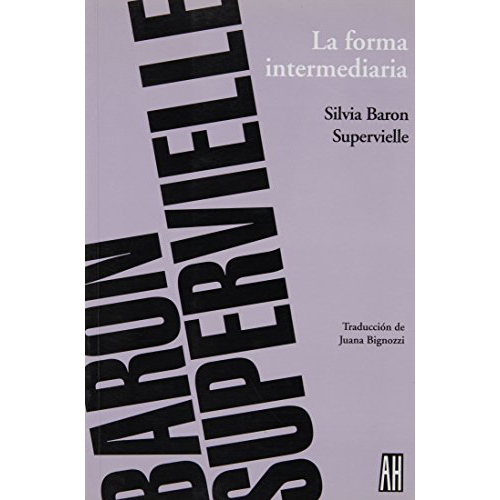 La forma
intermediaria
Silvia Baron
Supervielle
BARON
SUPERVIELLE
Traducción de
Juana Bignozzi
AH